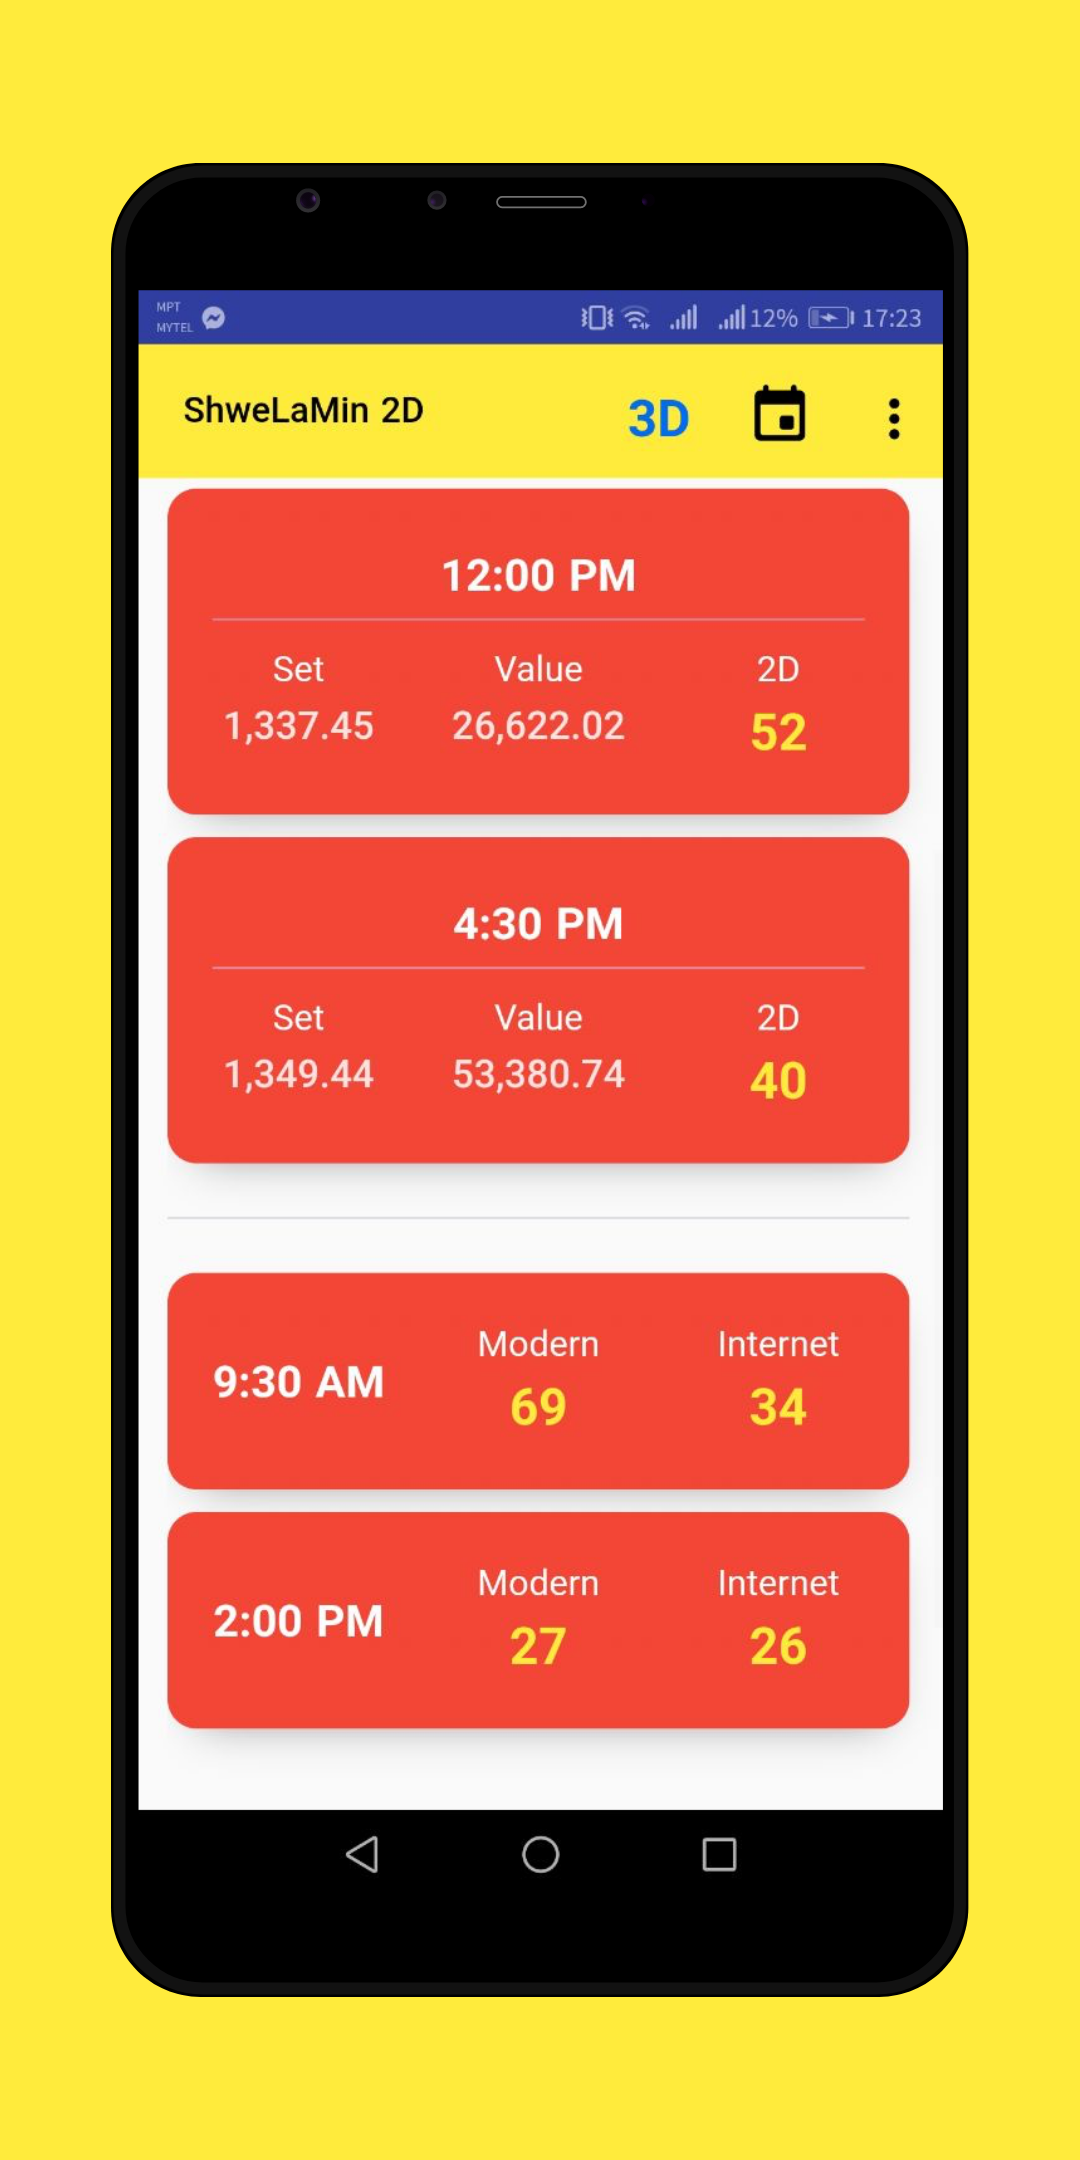 MPT
MYTEL
12% 17:23
ShweLaMin 2D 3D
12:00 PM
Set Value 2D
1,337.45 26,622.02 52
4:30 PM
Set Value 2D
1,349.44 53,380.74 40
9:30 AM
Modern Internet
69 34
2:00 PM
Modern Internet
27 26